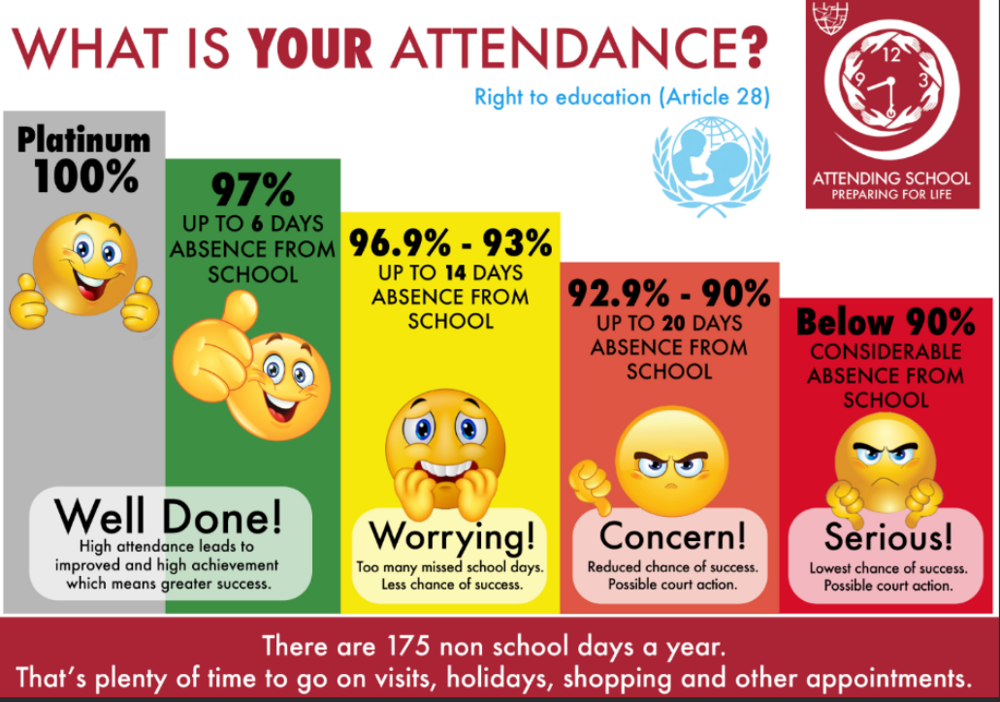 WHAT IS YOUR ATTENDANCE?
Right to education (Article 28)
12
9
3
6
ATTENDING SCHOOL
PREPARING FOR LIFE
Platinum
100%
97%
UP TO 6 DAYS
ABSENCE FROM
SCHOOL
96.9% - 93%
UP TO 14 DAYS
ABSENCE FROM
SCHOOL
92.9% - 90%
UP TO 20 DAYS
ABSENCE FROM
SCHOOL
Below 90%
CONSIDERABLE
ABSENCE FROM
SCHOOL
Well Done!
High attendance leads to
improved and high achievement
which means greater success.
Worrying!
Too many missed school days.
Less chance of success.
Concern!
Reduced chance of success.
Possible court action.
Serious!
Lowest chance of success.
Possible court action.
There are 175 non school days a year.
That's plenty of time to go on visits, holidays, shopping and other appointments.